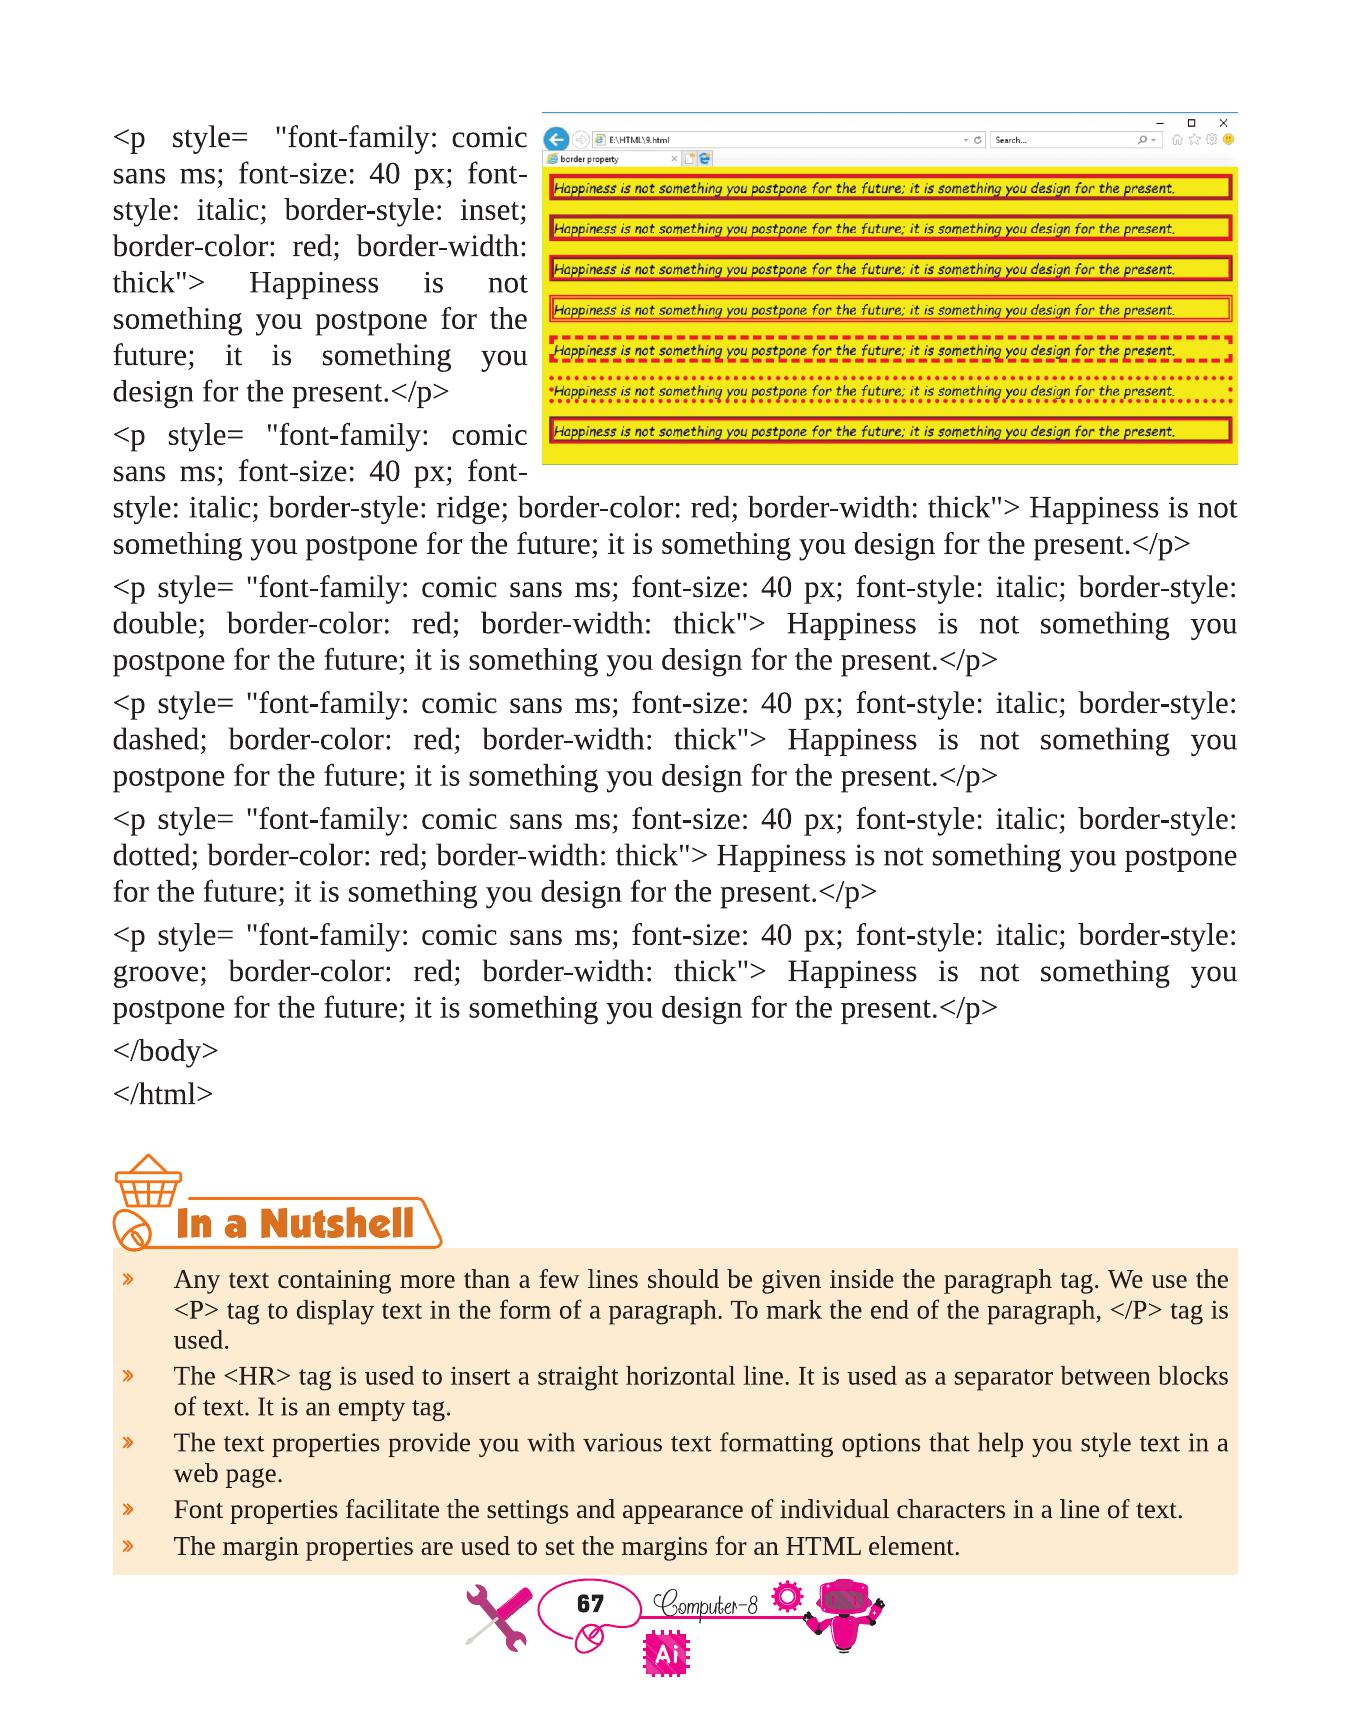 <p style= "font-family: comic
sans ms; font-size: 40 px; font-
style: italic; border-style: inset;
border-color: red; border-width:
thick"> Happiness is not
something you postpone for the
future; it is something you
design for the present.</p>
E:\HTML\9.html
Search...
border property
Happiness is not something you postpone for the future; it is something you design for the present.
Happiness is not something you postpone for the future; it is something you design for the present.
Happiness is not something you postpone for the future; it is something you design for the present.
Happiness is not something you postpone for the future; it is something you design for the present.
Happiness is not something you postpone for the future; it is something you design for the present.
Happiness is not something you postpone for the future; it is something you design for the present.
Happiness is not something you postpone for the future; it is something you design for the present.
<p style= "font-family: comic
sans ms; font-size: 40 px; font-
style: italic; border-style: ridge; border-color: red; border-width: thick"> Happiness is not
something you postpone for the future; it is something you design for the present.</p>
<p style= "font-family: comic sans ms; font-size: 40 px; font-style: italic; border-style:
double; border-color: red; border-width: thick"> Happiness is not something you
postpone for the future; it is something you design for the present.</p>
<p style= "font-family: comic sans ms; font-size: 40 px; font-style: italic; border-style:
dashed; border-color: red; border-width: thick"> Happiness is not something you
postpone for the future; it is something you design for the present.</p>
<p style= "font-family: comic sans ms; font-size: 40 px; font-style: italic; border-style:
dotted; border-color: red; border-width: thick"> Happiness is not something you postpone
for the future; it is something you design for the present.</p>
<p style= "font-family: comic sans ms; font-size: 40 px; font-style: italic; border-style:
groove; border-color: red; border-width: thick"> Happiness is not something you
postpone for the future; it is something you design for the present.</p>
</body>
</html>
In a Nutshell
» Any text containing more than a few lines should be given inside the paragraph tag. We use the
<P> tag to display text in the form of a paragraph. To mark the end of the paragraph, </P> tag is
used.
» The <HR> tag is used to insert a straight horizontal line. It is used as a separator between blocks
of text. It is an empty tag.
» The text properties provide you with various text formatting options that help you style text in a
web page.
» Font properties facilitate the settings and appearance of individual characters in a line of text.
» The margin properties are used to set the margins for an HTML element.
67
Computer-8
Ai